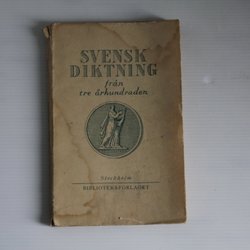 SVENSK
DIKTNING
från
tre århundraden
Stockholm
BIBLIOTEKSFÖRLAGET